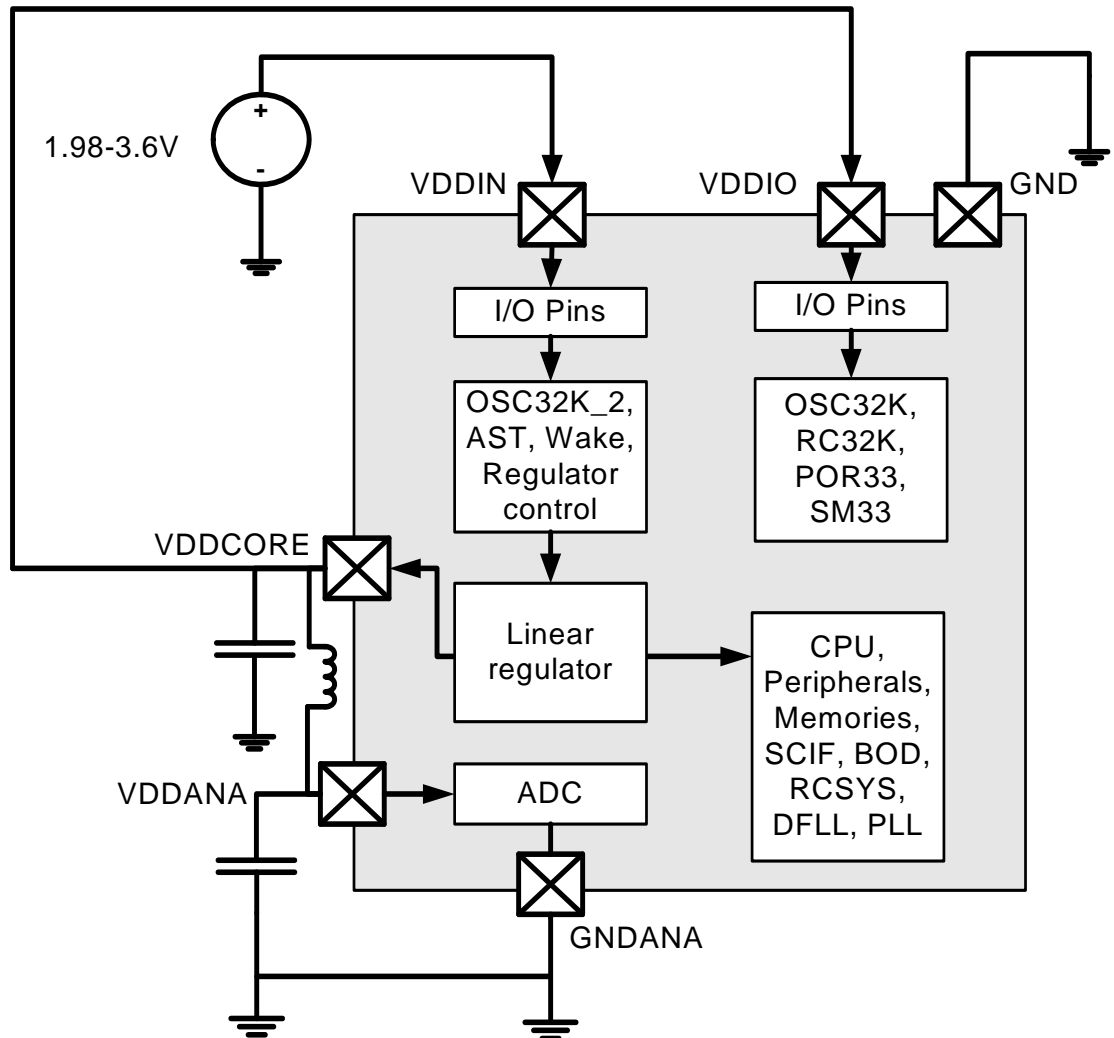 1.98-3.6V
+
-
VDDIN
VDDIO
GND
I/O Pins
I/O Pins
OSC32K_2,
AST, Wake,
Regulator
control
OSC32K,
RC32K,
POR33,
SM33
VDDCORE
Linear
regulator
CPU,
Peripherals,
Memories,
SCIF, BOD,
RCSYS,
DFLL, PLL
VDDANA
ADC
GNDANA